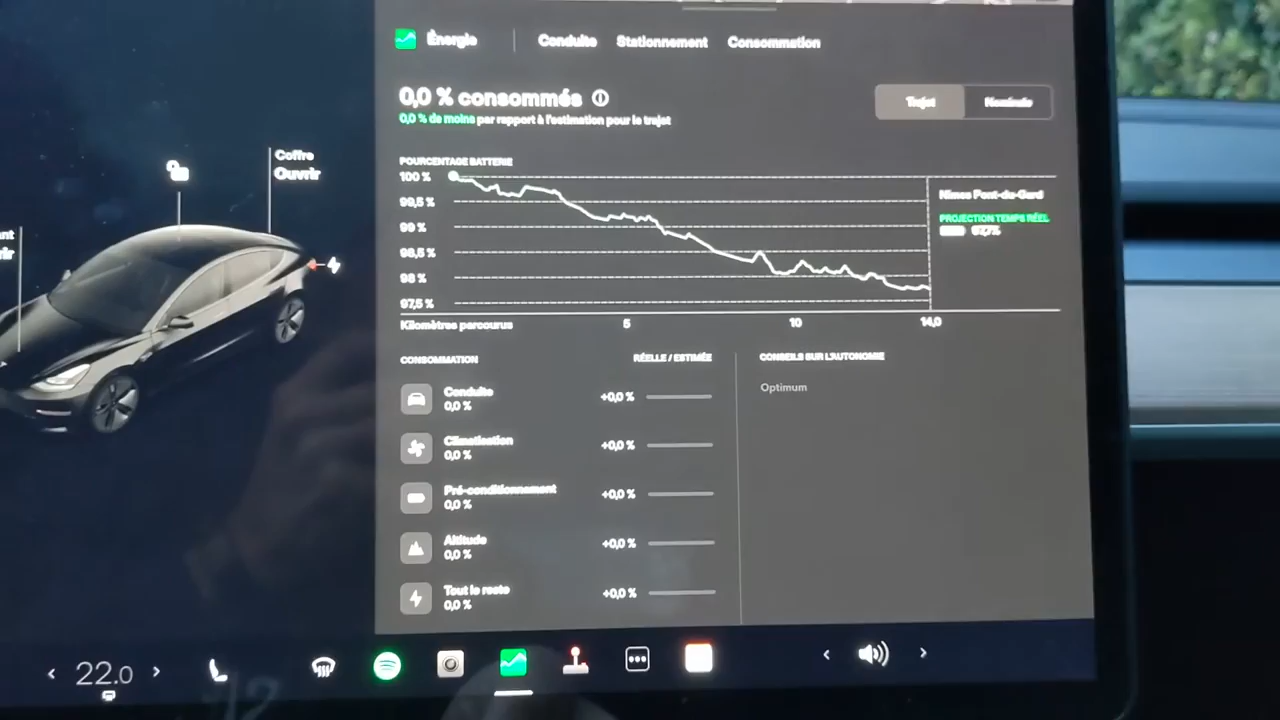 Énergie
Conduite
Stationnement
Consommation
0,0 % consommés
0,0 % de moins par rapport à l'estimation pour le trajet
Trajet
Nominale
Coffre
Ouvrir
POURCENTAGE BATTERIE
100 %
99,5 %
99 %
98,5 %
98 %
97,5 %
Nimes Pont-du-Gard
PROJECTION TEMPS RÉEL
Kilomètres parcourus
5
10
14,0
CONSOMMATION
RÉELLE / ESTIMÉE
CONSEILS SUR L'AUTONOMIE
Optimum
Conduite
0,0 %
+0,0 %
Climatisation
0,0 %
+0,0 %
Pré-conditionnement
0,0 %
+0,0 %
Altitude
0,0 %
+0,0 %
Tout le reste
0,0 %
+0,0 %
22.0